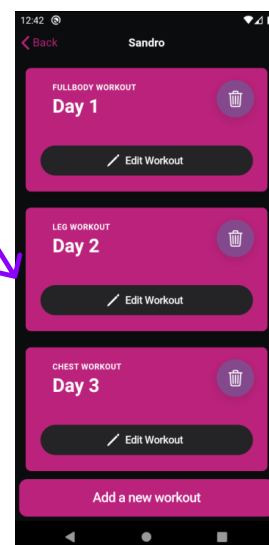 12:42
Back
Sandro
FULLBODY WORKOUT
Day 1
Edit Workout
LEG WORKOUT
Day 2
Edit Workout
CHEST WORKOUT
Day 3
Edit Workout
Add a new workout